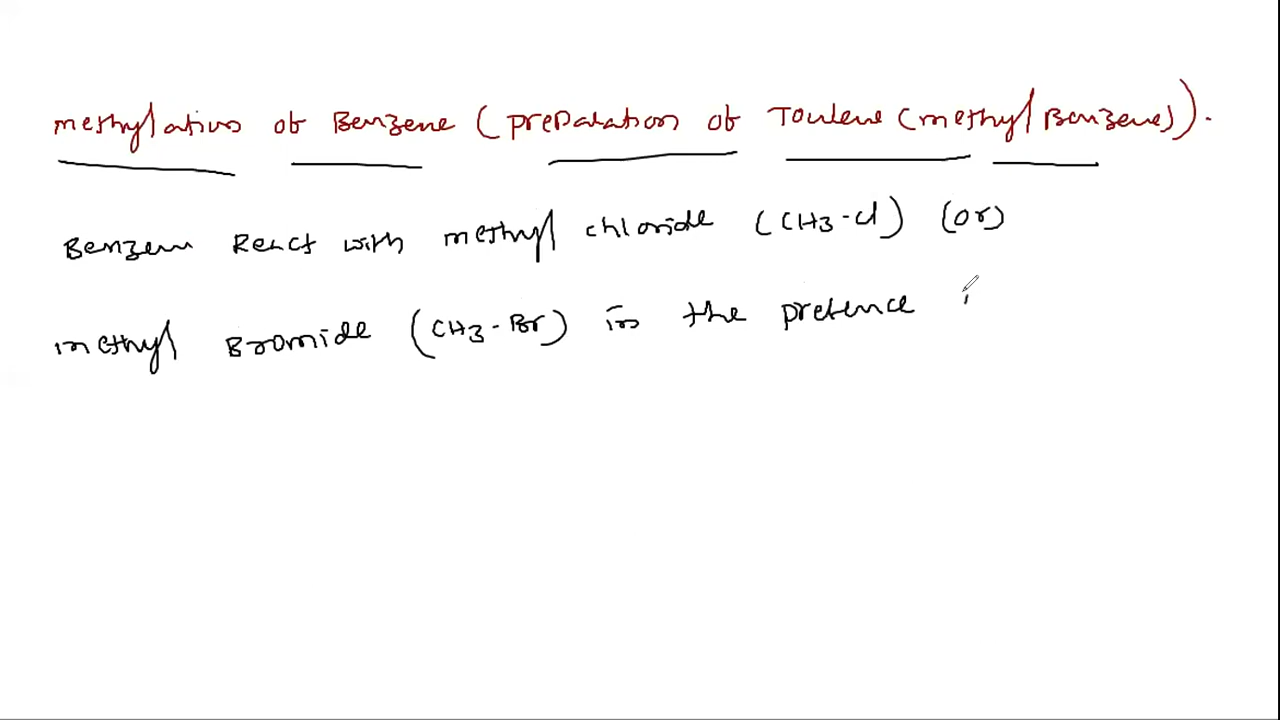 methylation of Benzene (preparation of Toulene (methyl Benzene)).
Benzene React with methyl chloride (CH3-Cl) (or)
methyl Bromide (CH3-Br) in the presence